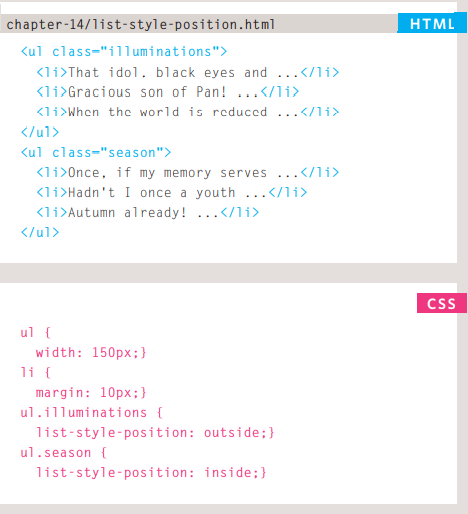 chapter-14/list-style-position.html
HTML
<ul class="illuminations">
<li>That idol, black eyes and ...</li>
<li>Gracious son of Pan! ...</li>
<li>When the world is reduced ...</li>
</ul>
<ul class="season">
<li>Once, if my memory serves ...</li>
<li>Hadn't I once a youth ...</li>
<li>Autumn already! ...</li>
</ul>
CSS
ul {
width: 150px;}
li {
margin: 10px;}
ul.illuminations {
list-style-position: outside;}
ul.season {
list-style-position: inside;}